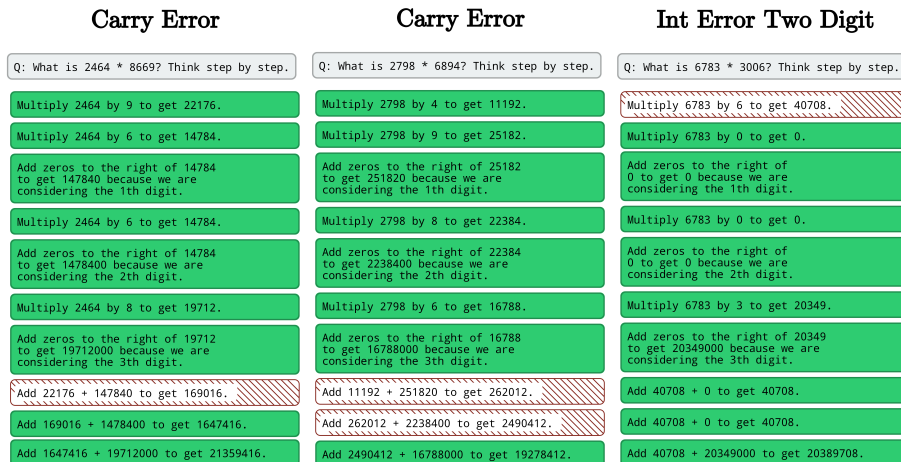 Carry Error
Q: What is 2464 * 8669? Think step by step.
Multiply 2464 by 9 to get 22176.
Multiply 2464 by 6 to get 14784.
Add zeros to the right of 14784
to get 147840 because we are
considering the 1th digit.
Multiply 2464 by 6 to get 14784.
Add zeros to the right of 14784
to get 1478400 because we are
considering the 2th digit.
Multiply 2464 by 8 to get 19712.
Add zeros to the right of 19712
to get 19712000 because we are
considering the 3th digit.
Add 22176 + 147840 to get 169016.
Add 169016 + 1478400 to get 1647416.
Add 1647416 + 19712000 to get 21359416.
Carry Error
Q: What is 2798 * 6894? Think step by step.
Multiply 2798 by 4 to get 11192.
Multiply 2798 by 9 to get 25182.
Add zeros to the right of 25182
to get 251820 because we are
considering the 1th digit.
Multiply 2798 by 8 to get 22384.
Add zeros to the right of 22384
to get 2238400 because we are
considering the 2th digit.
Multiply 2798 by 6 to get 16788.
Add zeros to the right of 16788
to get 16788000 because we are
considering the 3th digit.
Add 11192 + 251820 to get 262012.
Add 262012 + 2238400 to get 2490412.
Add 2490412 + 16788000 to get 19278412.
Int Error Two Digit
Q: What is 6783 * 3006? Think step by step.
Multiply 6783 by 6 to get 40708.
Multiply 6783 by 0 to get 0.
Add zeros to the right of
0 to get 0 because we are
considering the 1th digit.
Multiply 6783 by 0 to get 0.
Add zeros to the right of
0 to get 0 because we are
considering the 2th digit.
Multiply 6783 by 3 to get 20349.
Add zeros to the right of 20349
to get 20349000 because we are
considering the 3th digit.
Add 40708 + 0 to get 40708.
Add 40708 + 0 to get 40708.
Add 40708 + 20349000 to get 20389708.